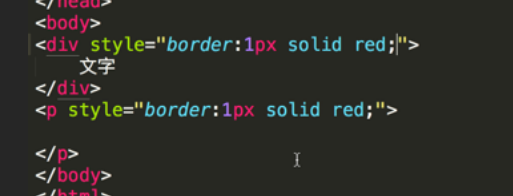 </head>
<body>
<div style="border:1px solid red;">
文字
</div>
<p style="border:1px solid red;">
</p>
</body>
</html>